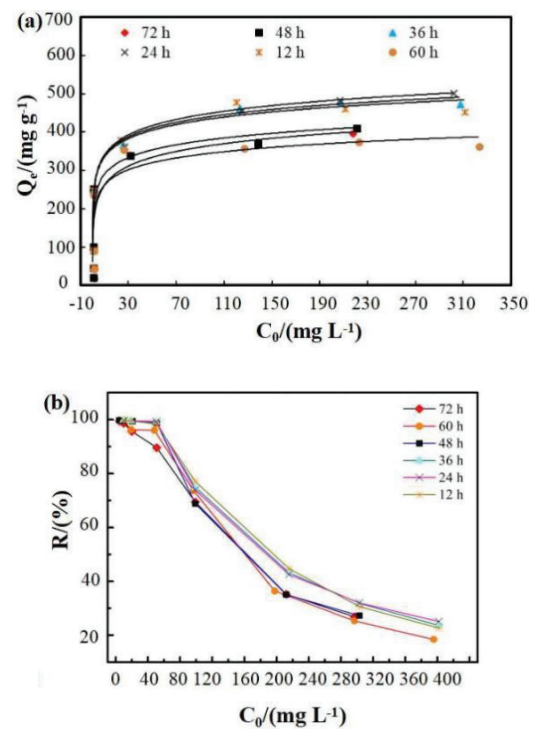 (a)
72 h 48 h 36 h
24 h 12 h 60 h
Qe/(mg g⁻¹)
700
600
500
400
300
200
100
0
-10 30 70 110 150 190 230 270 310 350
C₀/(mg L⁻¹)
(b)
72 h
60 h
48 h
36 h
24 h
12 h
R/(%)
100
80
60
40
20
0 40 80 120 160 200 240 280 320 360 400
C₀/(mg L⁻¹)